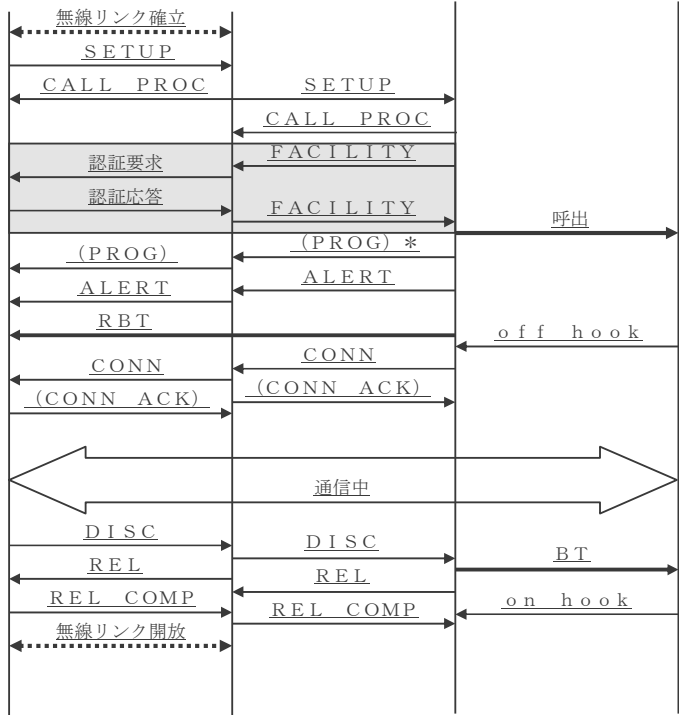 無線リンク確立
ＳＥＴＵＰ
ＣＡＬＬ　ＰＲＯＣ
ＳＥＴＵＰ
ＣＡＬＬ　ＰＲＯＣ
ＦＡＣＩＬＩＴＹ
認証要求
認証応答
ＦＡＣＩＬＩＴＹ
呼出
（ＰＲＯＧ）＊
（ＰＲＯＧ）
ＡＬＥＲＴ
ＡＬＥＲＴ
ＲＢＴ
ｏｆｆ　ｈｏｏｋ
ＣＯＮＮ
ＣＯＮＮ
（ＣＯＮＮ　ＡＣＫ）
（ＣＯＮＮ　ＡＣＫ）
通信中
ＤＩＳＣ
ＤＩＳＣ
ＢＴ
ＲＥＬ
ＲＥＬ
ＲＥＬ　ＣＯＭＰ
ｏｎ　ｈｏｏｋ
ＲＥＬ　ＣＯＭＰ
無線リンク開放